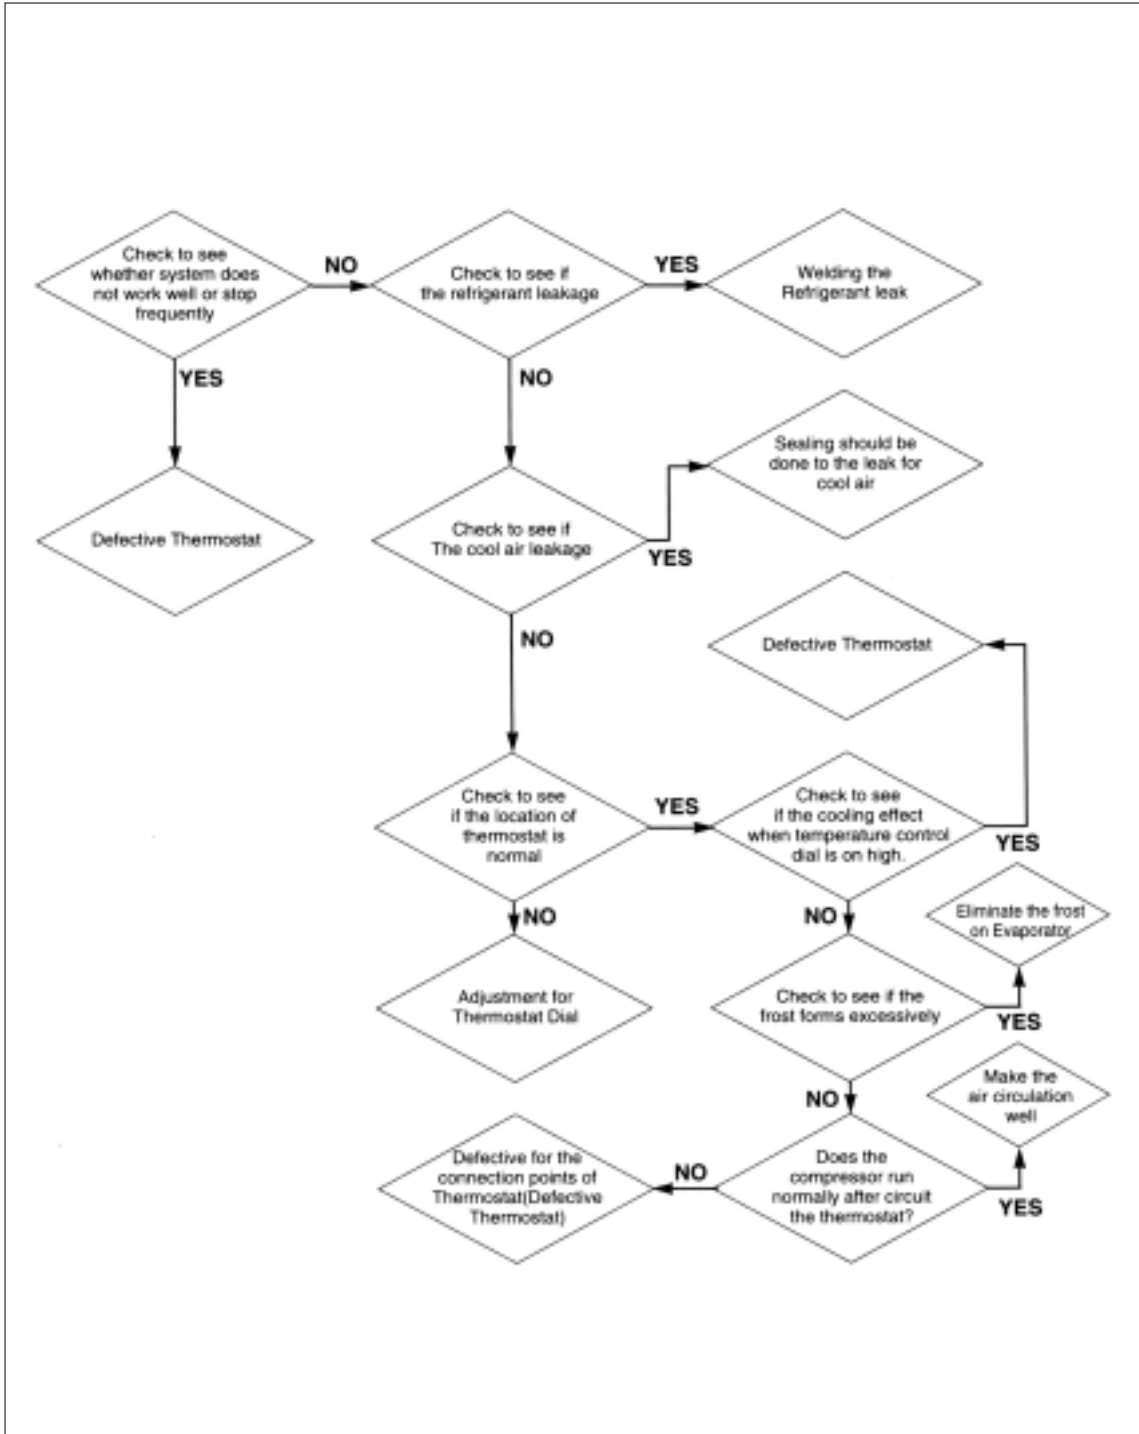 Check to see
whether system does
not work well or stop
frequently
NO
Check to see if
the refrigerant leakage
YES
Welding the
Refrigerant leak
YES
NO
Sealing should be
done to the leak for
cool air
Defective Thermostat
Check to see if
The cool air leakage
YES
NO
Defective Thermostat
Check to see
if the location of
thermostat is
normal
YES
Check to see
if the cooling effect
when temperature control
dial is on high.
YES
NO
NO
Eliminate the frost
on Evaporator
Adjustment for
Thermostat Dial
Check to see if the
frost forms excessively
YES
NO
Make the
air circulation
well
Defective for the
connection points of
Thermostat(Defective
Thermostat)
NO
Does the
compressor run
normally after circuit
the thermostat?
YES